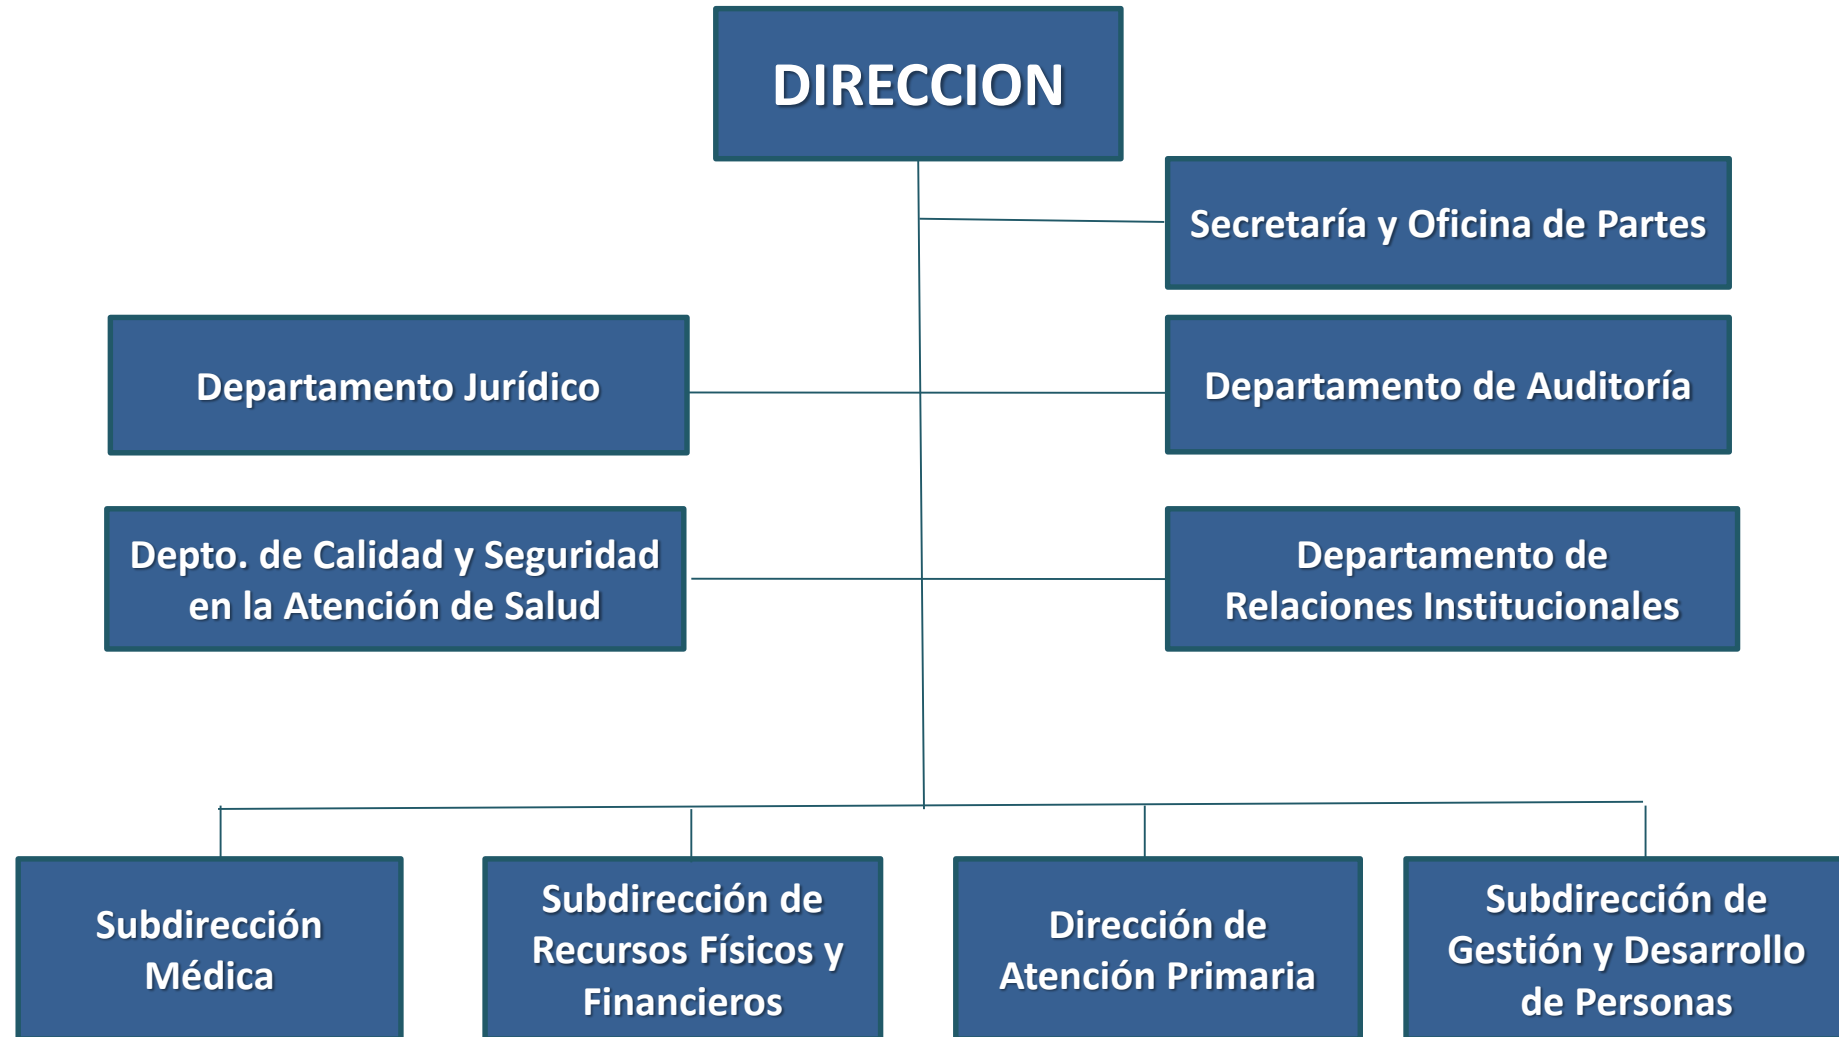 DIRECCION
Secretaría y Oficina de Partes
Departamento Jurídico
Departamento de Auditoría
Depto. de Calidad y Seguridad
en la Atención de Salud
Departamento de
Relaciones Institucionales
Subdirección
Médica
Subdirección de
Recursos Físicos y
Financieros
Dirección de
Atención Primaria
Subdirección de
Gestión y Desarrollo
de Personas